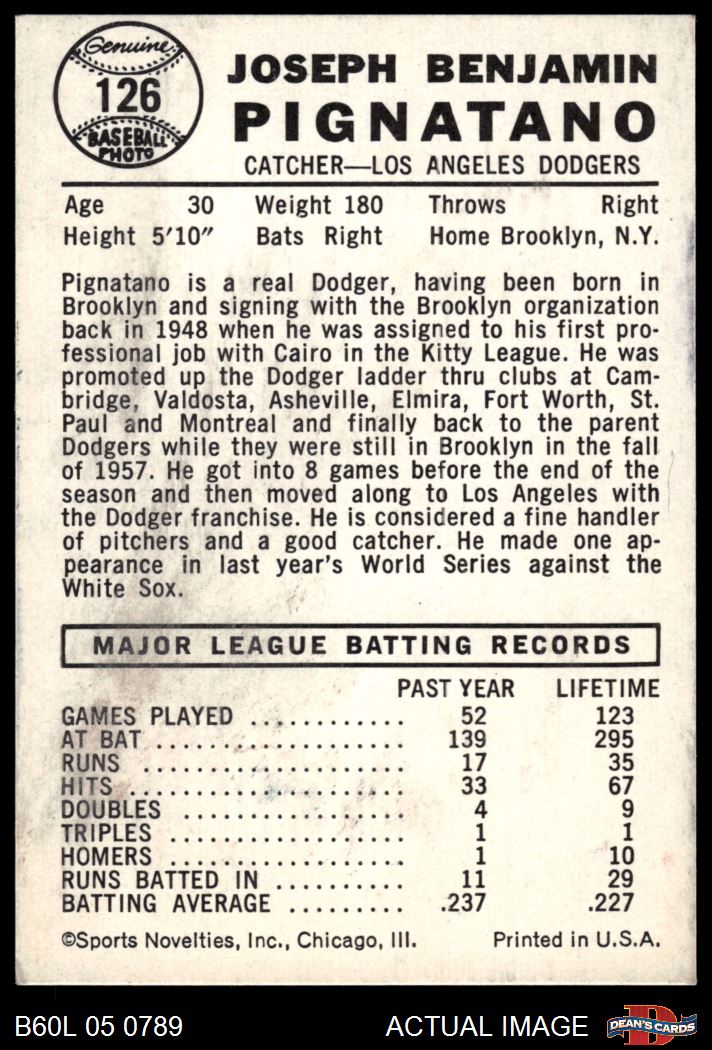 Genuine
126
BASEBALL
PHOTO
JOSEPH BENJAMIN
PIGNATANO
CATCHER—LOS ANGELES DODGERS
Age 30 Weight 180 Throws Right
Height 5'10" Bats Right Home Brooklyn, N.Y.
Pignatano is a real Dodger, having been born in
Brooklyn and signing with the Brooklyn organization
back in 1948 when he was assigned to his first pro-
fessional job with Cairo in the Kitty League. He was
promoted up the Dodger ladder thru clubs at Cam-
bridge, Valdosta, Asheville, Elmira, Fort Worth, St.
Paul and Montreal and finally back to the parent
Dodgers while they were still in Brooklyn in the fall
of 1957. He got into 8 games before the end of the
season and then moved along to Los Angeles with
the Dodger franchise. He is considered a fine handler
of pitchers and a good catcher. He made one ap-
pearance in last year's World Series against the
White Sox.
MAJOR LEAGUE BATTING RECORDS
PAST YEAR LIFETIME
GAMES PLAYED ............ 52 123
AT BAT ................... 139 295
RUNS .................... 17 35
HITS ..................... 33 67
DOUBLES ................. 4 9
TRIPLES .................. 1 1
HOMERS .................. 1 10
RUNS BATTED IN .......... 11 29
BATTING AVERAGE ......... .237 .227
©Sports Novelties, Inc., Chicago, Ill. Printed in U.S.A.
B60L 05 0789 ACTUAL IMAGE DEAN'S CARDS